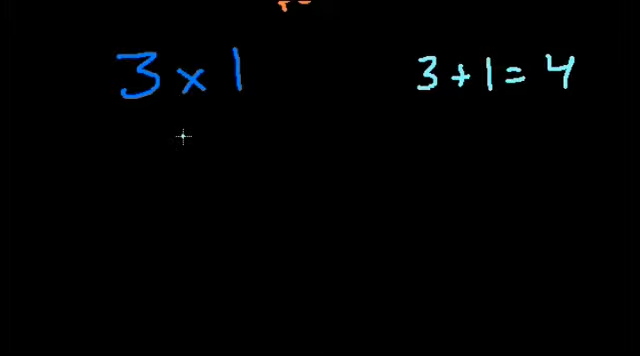 3 × 1
3 + 1 = 4